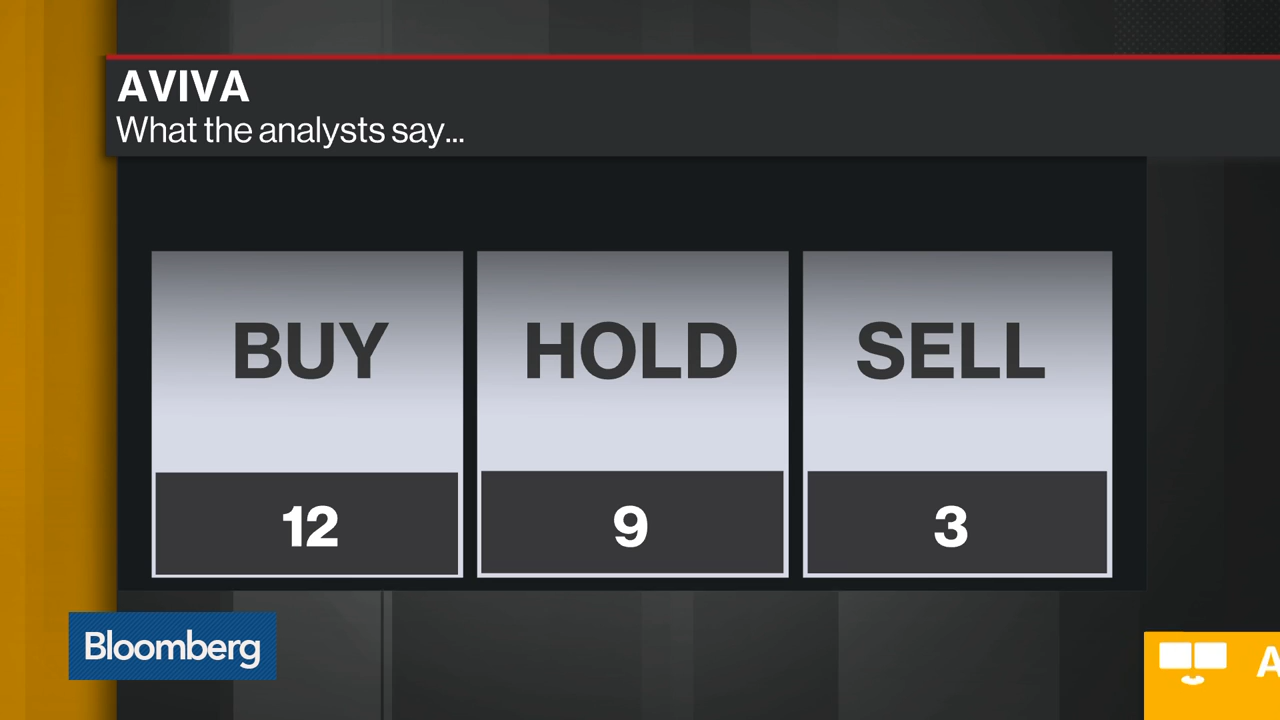 AVIVA
What the analysts say...
BUY
HOLD
SELL
12
9
3
Bloomberg
A